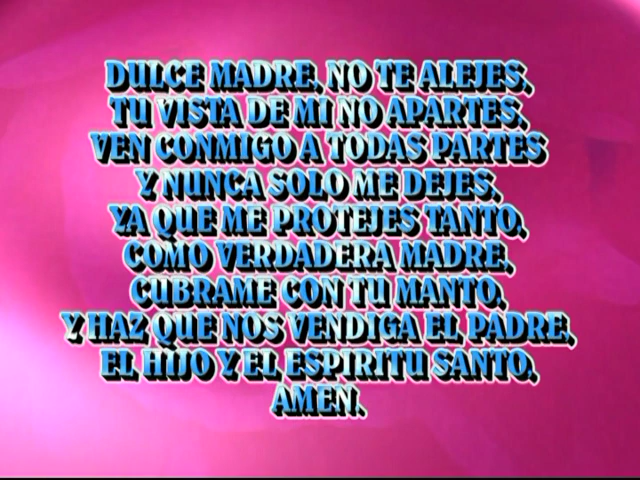 DULCE MADRE, NO TE ALEJES,
TU VISTA DE MI NO APARTES,
VEN CONMIGO A TODAS PARTES
Y NUNCA SOLO ME DEJES,
YA QUE ME PROTEJES TANTO,
COMO VERDADERA MADRE,
CUBRAME CON TU MANTO,
Y HAZ QUE NOS VENDIGA EL PADRE,
EL HIJO Y EL ESPIRITU SANTO,
AMEN.